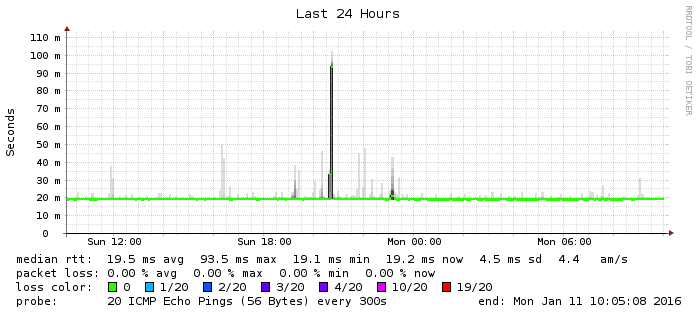 Last 24 Hours
RRDTOOL / TOBI OETIKER
Seconds
110 m
100 m
90 m
80 m
70 m
60 m
50 m
40 m
30 m
20 m
10 m
0
Sun 12:00 Sun 18:00 Mon 00:00 Mon 06:00
median rtt: 19.5 ms avg 93.5 ms max 19.1 ms min 19.2 ms now 4.5 ms sd 4.4 am/s
packet loss: 0.00 % avg 0.00 % max 0.00 % min 0.00 % now
loss color: 0 1/20 2/20 3/20 4/20 10/20 19/20
probe: 20 ICMP Echo Pings (56 Bytes) every 300s end: Mon Jan 11 10:05:08 2016